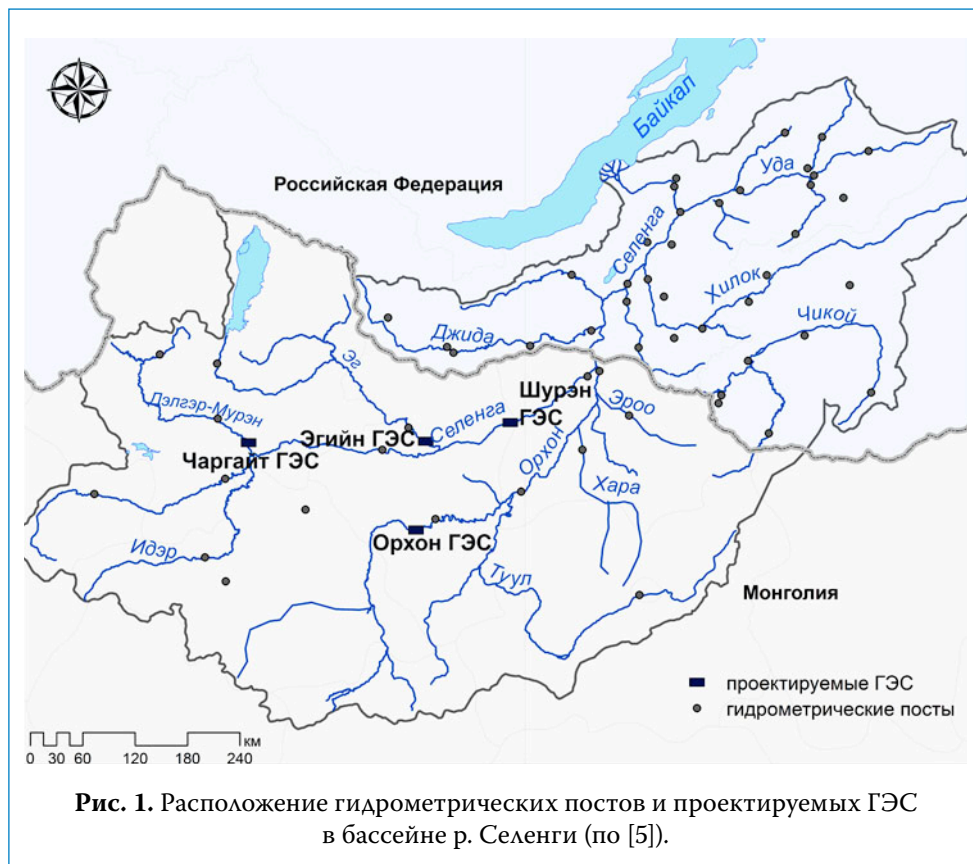 Байкал
Российская Федерация
Уда
Селенга
Хилок
Чикой
Джида
Эг
Шурэн
ГЭС
Эроо
Дэлгэр-Мурэн
Эгийн ГЭС
Селенга
Чаргайт ГЭС
Орхон
Хара
Орхон ГЭС
Идэр
Туул
Монголия
проектируемые ГЭС
гидрометрические посты
км
0 30 60 120 180 240
Рис. 1. Расположение гидрометрических постов и проектируемых ГЭС
в бассейне р. Селенги (по [5]).